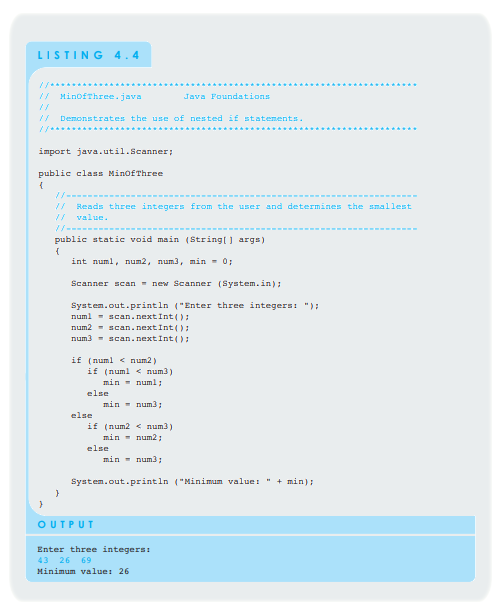 LISTING 4.4
//********************************************************************
//  MinOfThree.java        Java Foundations
//
//  Demonstrates the use of nested if statements.
//********************************************************************
import java.util.Scanner;
public class MinOfThree
{
   //-----------------------------------------------------------------
   //  Reads three integers from the user and determines the smallest
   //  value.
   //-----------------------------------------------------------------
   public static void main (String[] args)
   {
      int num1, num2, num3, min = 0;
      Scanner scan = new Scanner (System.in);
      System.out.println ("Enter three integers: ");
      num1 = scan.nextInt();
      num2 = scan.nextInt();
      num3 = scan.nextInt();
      if (num1 < num2)
         if (num1 < num3)
            min = num1;
         else
            min = num3;
      else
         if (num2 < num3)
            min = num2;
         else
            min = num3;
      System.out.println ("Minimum value: " + min);
   }
}
OUTPUT
Enter three integers:
43  26  69
Minimum value: 26